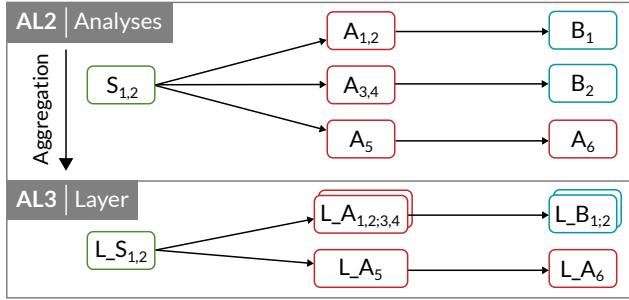 AL2 | Analyses
A1,2
B1
S1,2
A3,4
B2
A5
A6
Aggregation
AL3 | Layer
L_A1,2;3,4
L_B1;2
L_S1,2
L_A5
L_A6